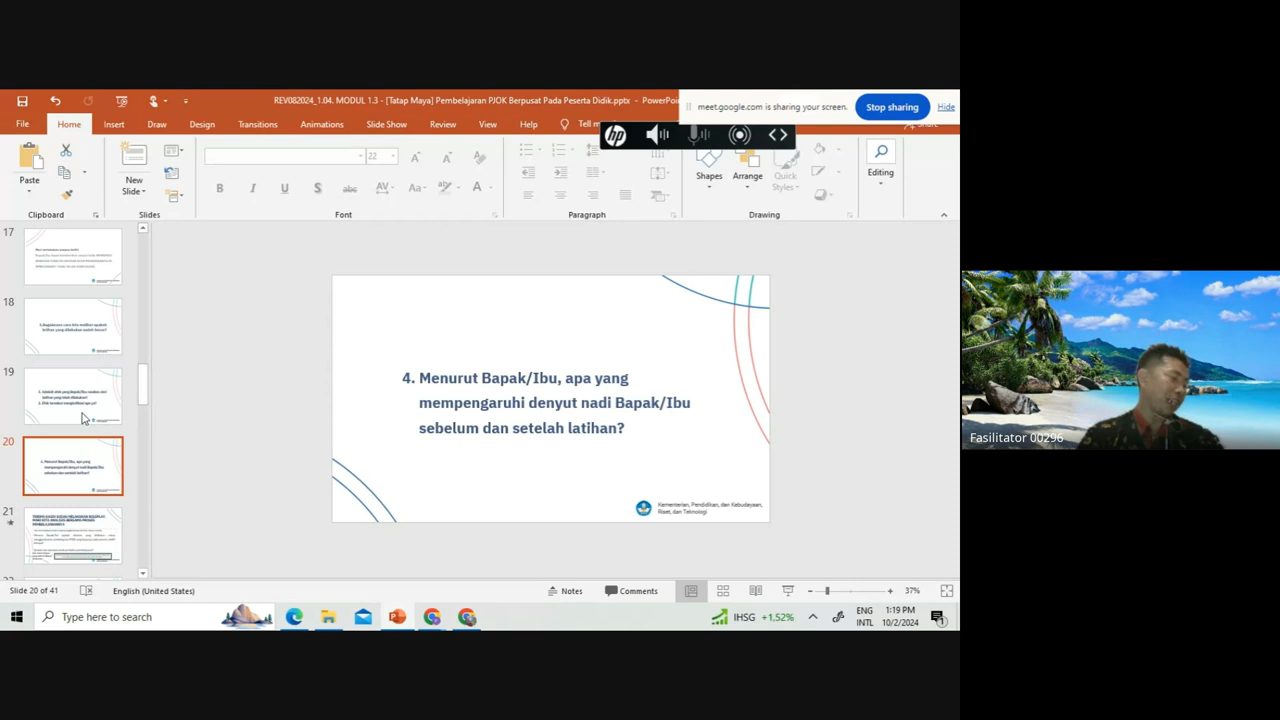 REV082024_1.04. MODUL 1.3 - [Tatap Maya] Pembelajaran PJOK Berpusat Pada Peserta Didik.pptx - PowerPoi
meet.google.com is sharing your screen.
Stop sharing
Hide
File Home Insert Draw Design Transitions Animations Slide Show Review View Help
hp
22
Paste
New
Slide
Shapes
Arrange
Quick
Styles
Editing
Clipboard
Slides
Font
Paragraph
Drawing
17
18
19
20
21
4. Menurut Bapak/Ibu, apa yang
mempengaruhi denyut nadi Bapak/Ibu
sebelum dan setelah latihan?
Kementerian, Pendidikan, dan Kebudayaan,
Riset, dan Teknologi
Fasilitator 00296
Slide 20 of 41
English (United States)
Notes
Comments
37%
Type here to search
IHSG +1,52%
ENG
INTL
1:19 PM
10/2/2024